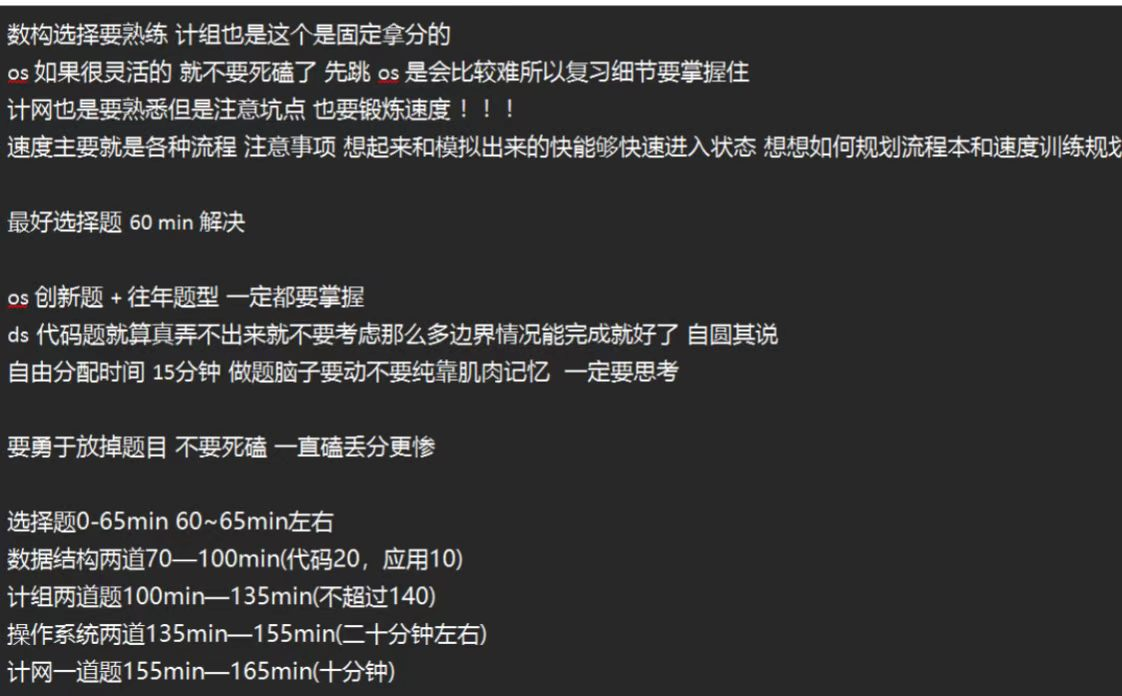 数构选择要熟练 计组也是这个是固定拿分的
os 如果很灵活的 就不要死磕了 先跳 os 是会比较难所以复习细节要掌握住
计网也是要熟悉但是注意坑点 也要锻炼速度！！！
速度主要就是各种流程 注意事项 想起来和模拟出来的快能够快速进入状态 想想如何规划流程本和速度训练规划
最好选择题 60 min 解决
os 创新题 + 往年题型 一定都要掌握
ds 代码题就算真弄不出来就不要考虑那么多边界情况能完成就好了 自圆其说
自由分配时间 15分钟 做题脑子要动不要纯靠肌肉记忆 一定要思考
要勇于放掉题目 不要死磕 一直磕丢分更惨
选择题0-65min 60~65min左右
数据结构两道70—100min(代码20，应用10)
计组两道题100min—135min(不超过140)
操作系统两道135min—155min(二十分钟左右)
计网一道题155min—165min(十分钟)